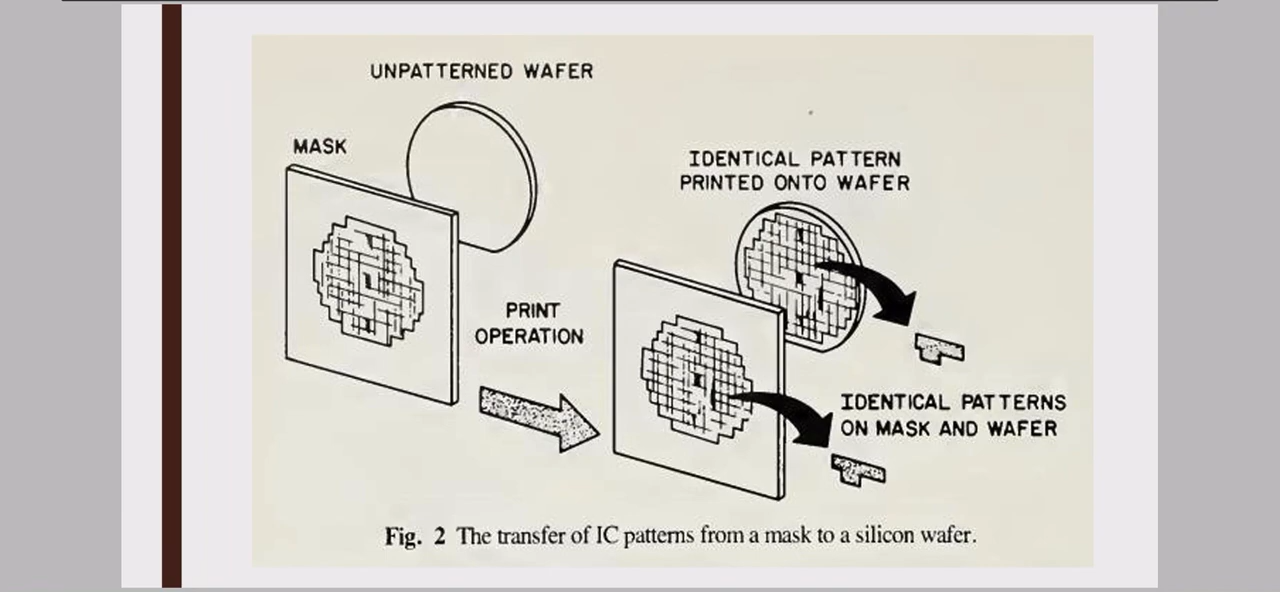 UNPATTERNED WAFER
MASK
IDENTICAL PATTERN
PRINTED ONTO WAFER
PRINT
OPERATION
IDENTICAL PATTERNS
ON MASK AND WAFER
Fig. 2 The transfer of IC patterns from a mask to a silicon wafer.